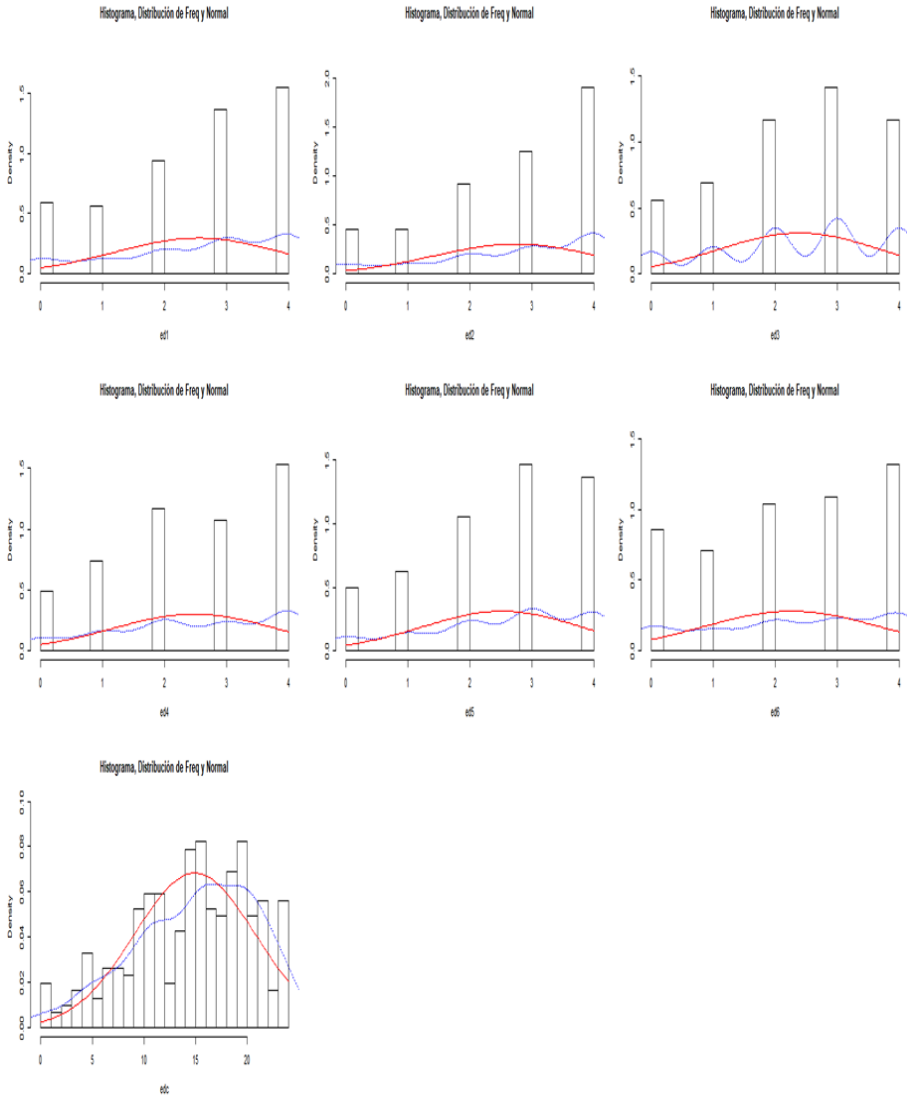 Histograma, Distribución de Freq y Normal
Density
0.0 0.5 1.0 1.5
0 1 2 3 4
ed1
Histograma, Distribución de Freq y Normal
Density
0.0 0.5 1.0 1.5 2.0
0 1 2 3 4
ed2
Histograma, Distribución de Freq y Normal
Density
0.0 0.5 1.0 1.5
0 1 2 3 4
ed3
Histograma, Distribución de Freq y Normal
Density
0.0 0.5 1.0 1.5
0 1 2 3 4
ed4
Histograma, Distribución de Freq y Normal
Density
0.0 0.5 1.0 1.5
0 1 2 3 4
ed5
Histograma, Distribución de Freq y Normal
Density
0.0 0.5 1.0 1.5
0 1 2 3 4
ed6
Histograma, Distribución de Freq y Normal
Density
0.00 0.02 0.04 0.06 0.08 0.10
0 5 10 15 20
edc